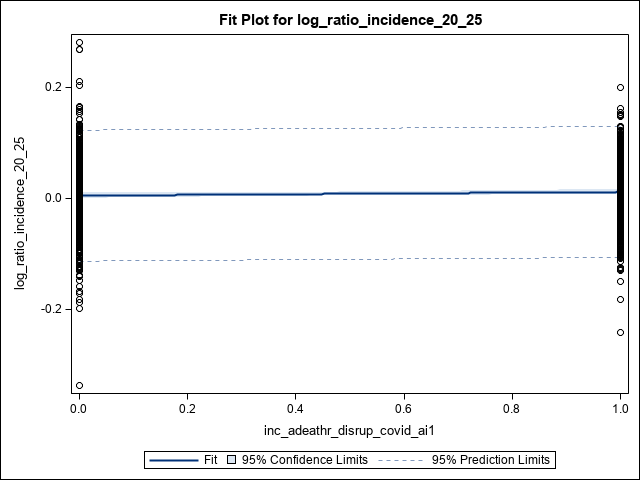 Fit Plot for log_ratio_incidence_20_25
log_ratio_incidence_20_25
0.2
0.0
-0.2
0.0 0.2 0.4 0.6 0.8 1.0
inc_adeathr_disrup_covid_ai1
Fit 95% Confidence Limits 95% Prediction Limits